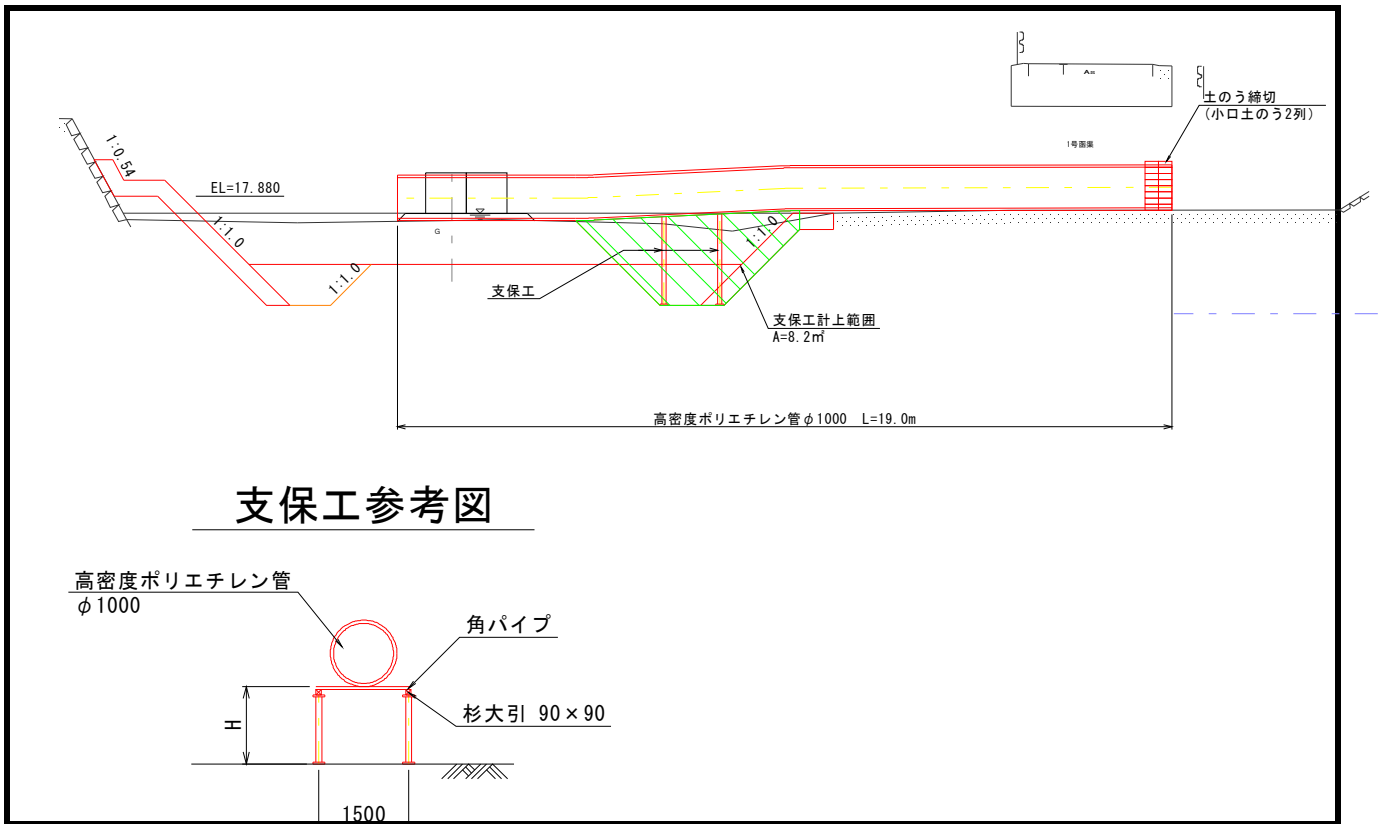 A=
土のう締切
(小口土のう2列)
1号函渠
1:0.54
EL=17.880
1:1.0
G
1:1.0
1:1.0
支保工
支保工計上範囲
A=8.2㎡
高密度ポリエチレン管φ1000 L=19.0m
支保工参考図
高密度ポリエチレン管
φ1000
角パイプ
杉大引 90×90
H
1500